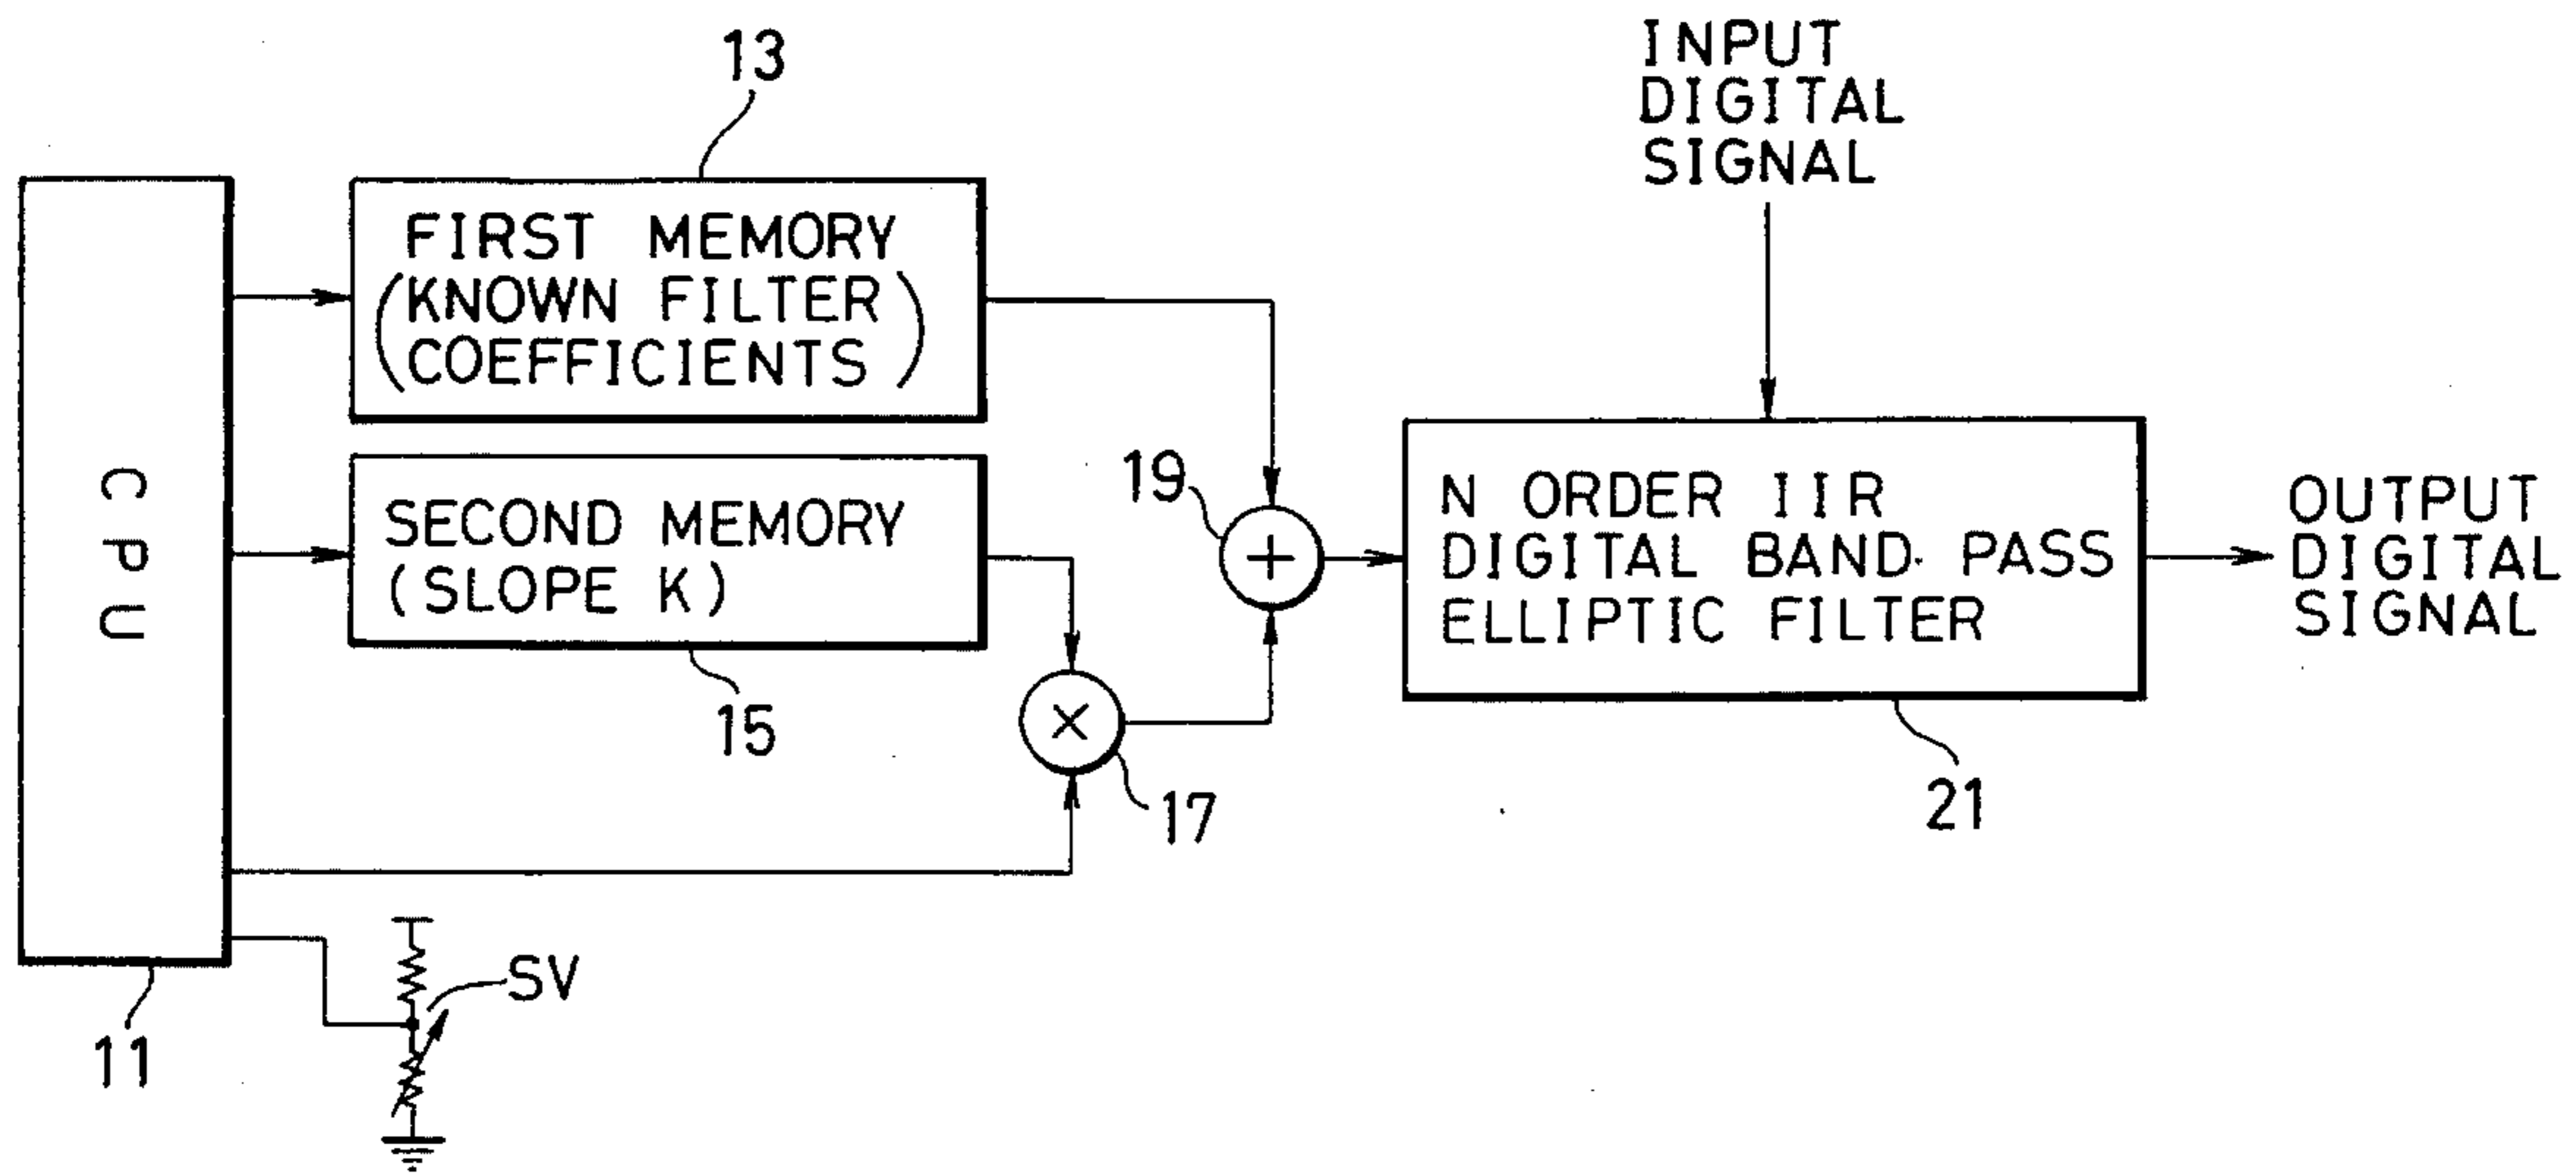 13
INPUT
DIGITAL
SIGNAL
FIRST MEMORY
(KNOWN FILTER
COEFFICIENTS)
CPU
SECOND MEMORY
(SLOPE K)
15
19
+
×
17
N ORDER IIR
DIGITAL BAND PASS
ELLIPTIC FILTER
21
OUTPUT
DIGITAL
SIGNAL
SV
11